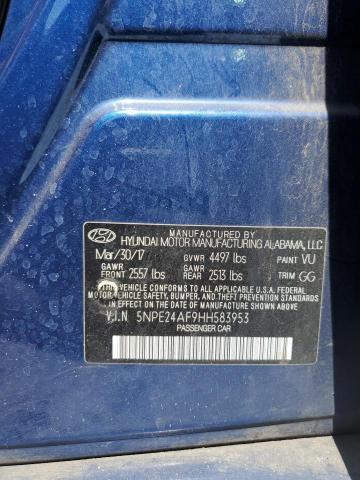 MANUFACTURED BY
HYUNDAI MOTOR MANUFACTURING ALABAMA, LLC
Mar/30/17 GVWR 4497 lbs PAINT VU
GAWR FRONT 2557 lbs GAWR REAR 2513 lbs TRIM GG
THIS VEHICLE CONFORMS TO ALL APPLICABLE U.S.A FEDERAL
MOTOR VEHICLE SAFETY, BUMPER, AND THEFT PREVENTION STANDARDS
IN EFFECT ON THE DATE OF MANUFACTURE SHOWN ABOVE.
V.I.N 5NPE24AF9HH583953
PASSENGER CAR